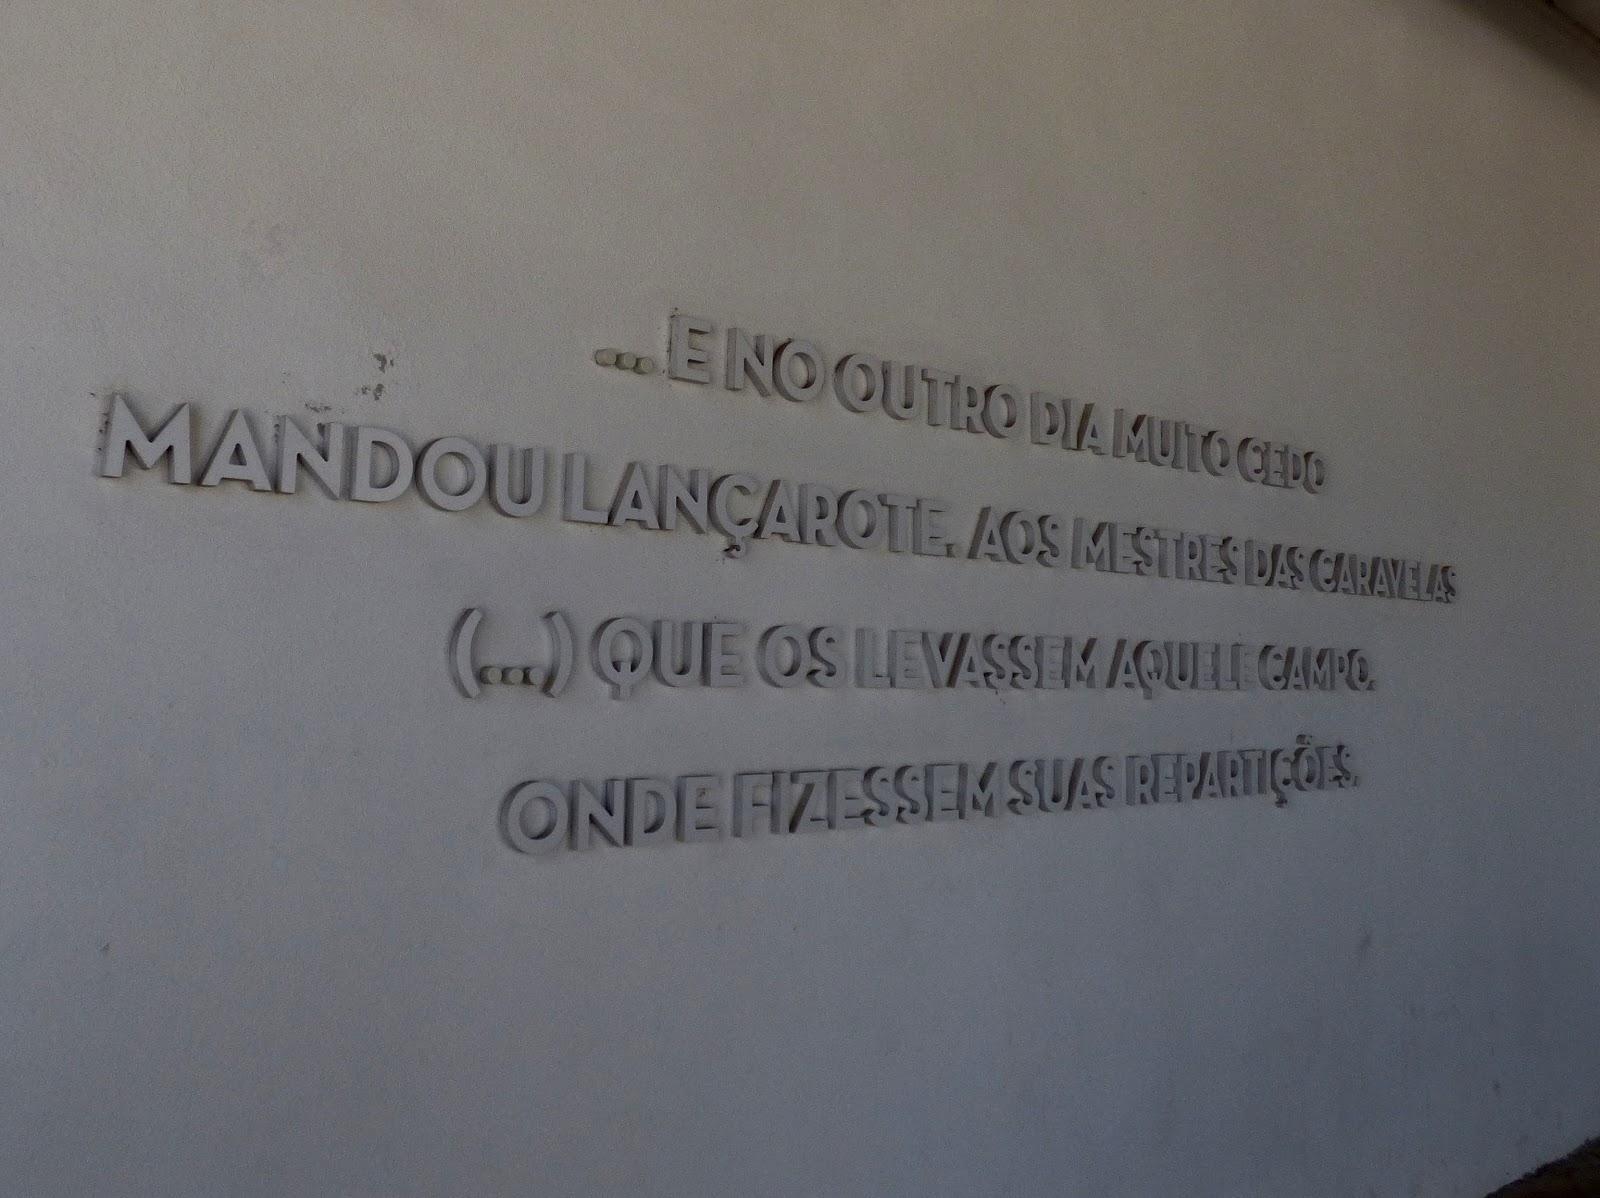 ... E NO OUTRO DIA MUITO CEDO
MANDOU LANÇAROTE, AOS MESTRES DAS CARAVELAS
(...) QUE OS LEVASSEM AQUELE CAMPO,
ONDE FIZESSEM SUAS REPARTIÇÕES,